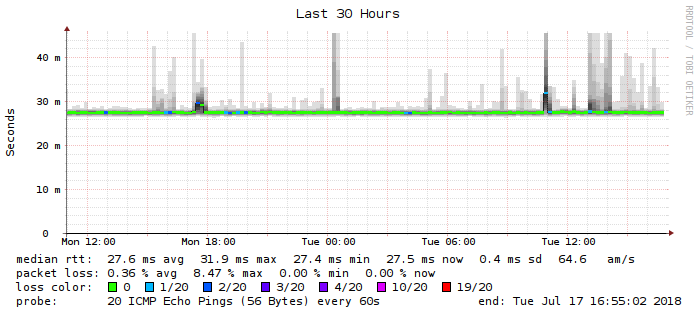 Last 30 Hours
RRDTOOL / TOBI OETIKER
Seconds
40 m
30 m
20 m
10 m
0
Mon 12:00 Mon 18:00 Tue 00:00 Tue 06:00 Tue 12:00
median rtt: 27.6 ms avg 31.9 ms max 27.4 ms min 27.5 ms now 0.4 ms sd 64.6 am/s
packet loss: 0.36 % avg 8.47 % max 0.00 % min 0.00 % now
loss color: 0 1/20 2/20 3/20 4/20 10/20 19/20
probe: 20 ICMP Echo Pings (56 Bytes) every 60s end: Tue Jul 17 16:55:02 2018